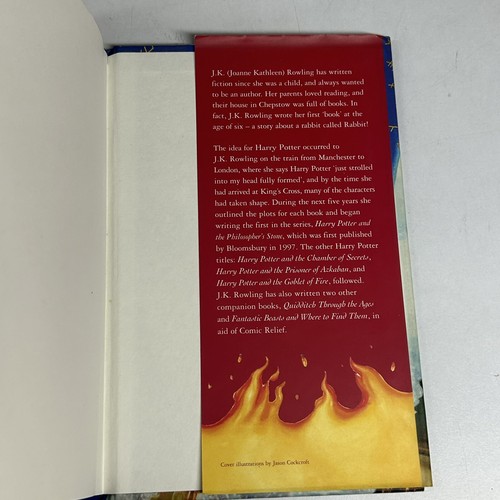 J.K. (Joanne Kathleen) Rowling has written
fiction since she was a child, and always wanted
to be an author. Her parents loved reading, and
their house in Chepstow was full of books. In
fact, J.K. Rowling wrote her first 'book' at the
age of six – a story about a rabbit called Rabbit!
The idea for Harry Potter occurred to
J.K. Rowling on the train from Manchester to
London, where she says Harry Potter 'just strolled
into my head fully formed', and by the time she
had arrived at King's Cross, many of the characters
had taken shape. During the next five years she
outlined the plots for each book and began
writing the first in the series, Harry Potter and
the Philosopher's Stone, which was first published
by Bloomsbury in 1997. The other Harry Potter
titles: Harry Potter and the Chamber of Secrets,
Harry Potter and the Prisoner of Azkaban, and
Harry Potter and the Goblet of Fire, followed.
J.K. Rowling has also written two other
companion books, Quidditch Through the Ages
and Fantastic Beasts and Where to Find Them, in
aid of Comic Relief.
Cover illustrations by Jason Cockcroft